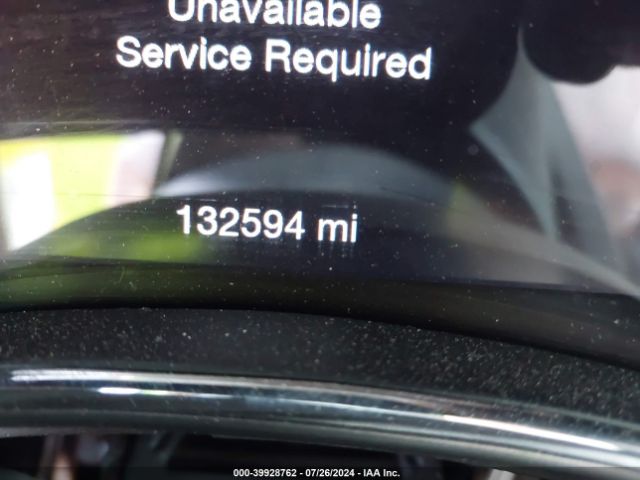 Unavailable
Service Required
132594 mi
000-39928762 - 07/26/2024 - IAA Inc.